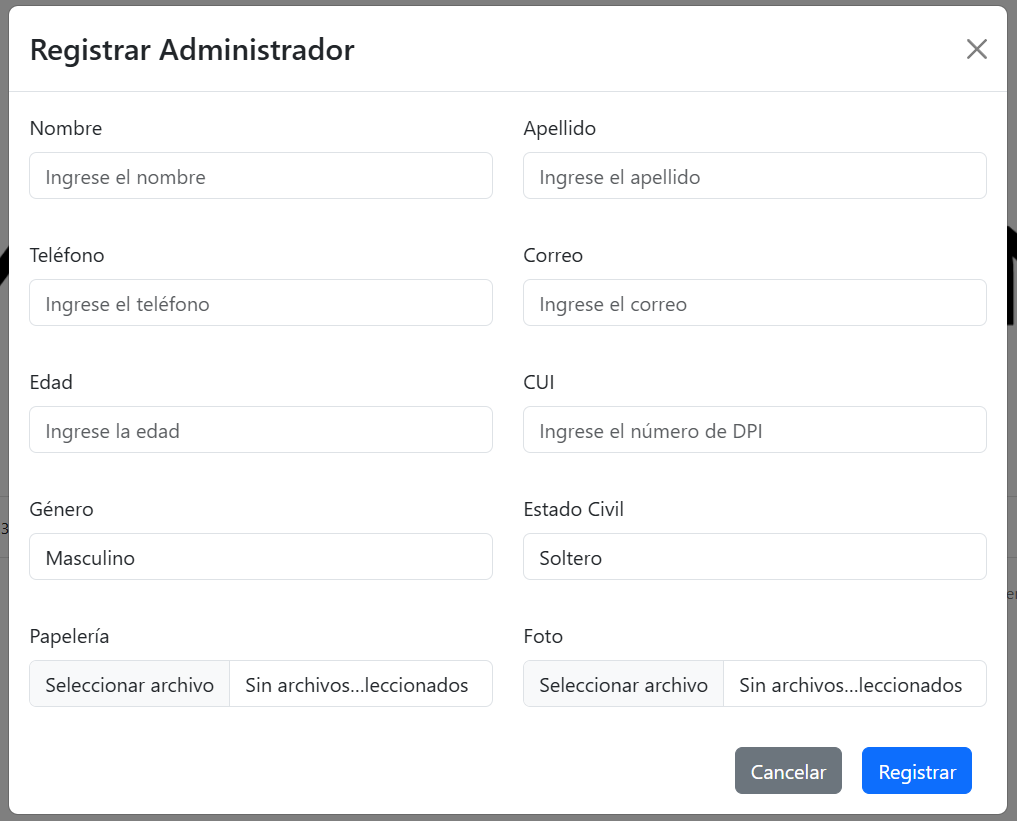 Registrar Administrador
Nombre
Apellido
Ingrese el nombre
Ingrese el apellido
Teléfono
Correo
Ingrese el teléfono
Ingrese el correo
Edad
CUI
Ingrese la edad
Ingrese el número de DPI
Género
Estado Civil
3
Masculino
Soltero
er
Papelería
Foto
Seleccionar archivo Sin archivos...leccionados
Seleccionar archivo Sin archivos...leccionados
Cancelar
Registrar